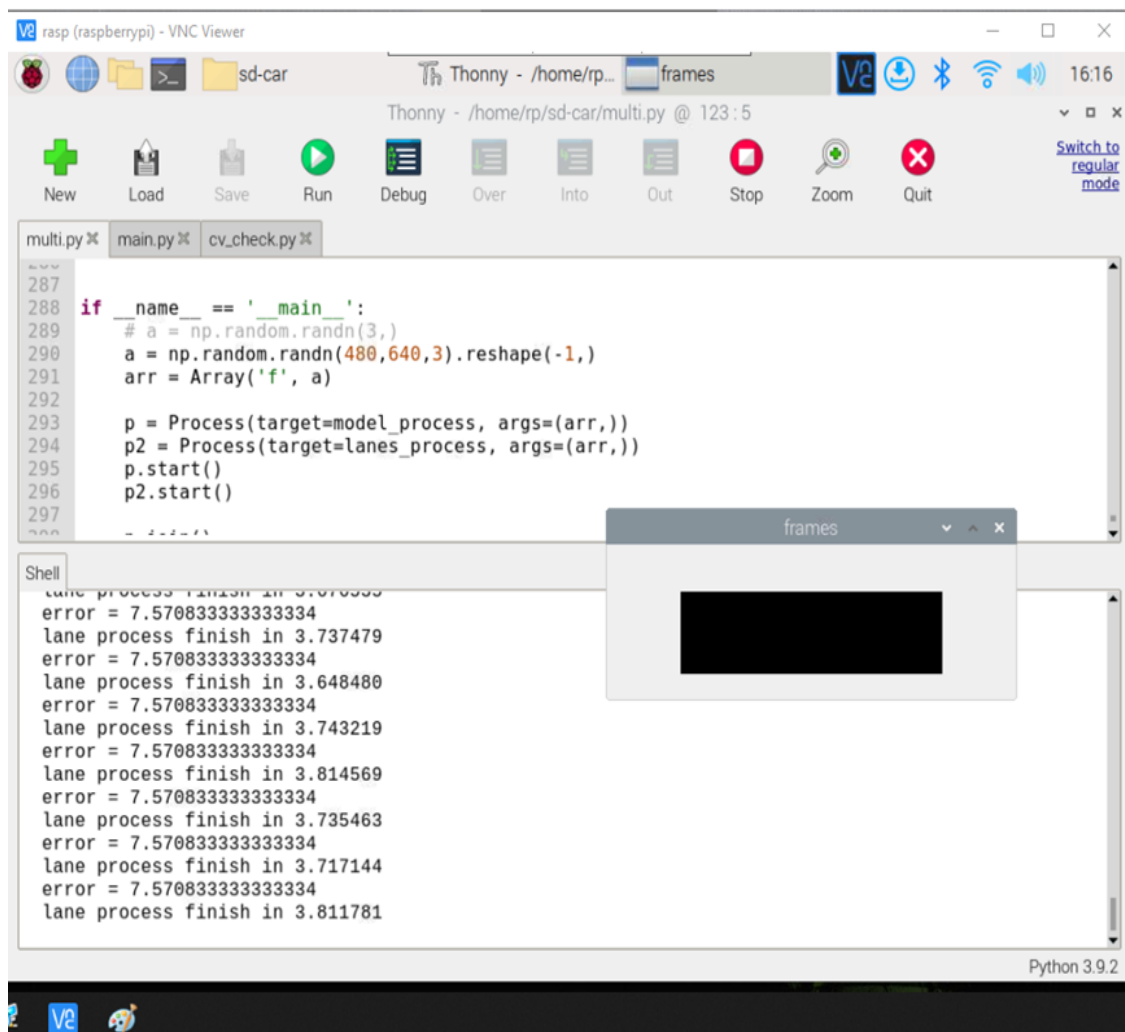 rasp (raspberrypi) - VNC Viewer
sd-car
Thonny - /home/rp...
frames
16:16
Thonny - /home/rp/sd-car/multi.py @ 123 : 5
New
Load
Save
Run
Debug
Over
Into
Out
Stop
Zoom
Quit
Switch to
regular
mode
multi.py
main.py
cv_check.py
287
288 if __name__ == '__main__':
289 # a = np.random.randn(3,)
290 a = np.random.randn(480,640,3).reshape(-1,)
291 arr = Array('f', a)
292
293 p = Process(target=model_process, args=(arr,))
294 p2 = Process(target=lanes_process, args=(arr,))
295 p.start()
296 p2.start()
297
frames
Shell
lane process finish in
error = 7.570833333333334
lane process finish in 3.737479
error = 7.570833333333334
lane process finish in 3.648480
error = 7.570833333333334
lane process finish in 3.743219
error = 7.570833333333334
lane process finish in 3.814569
error = 7.570833333333334
lane process finish in 3.735463
error = 7.570833333333334
lane process finish in 3.717144
error = 7.570833333333334
lane process finish in 3.811781
Python 3.9.2